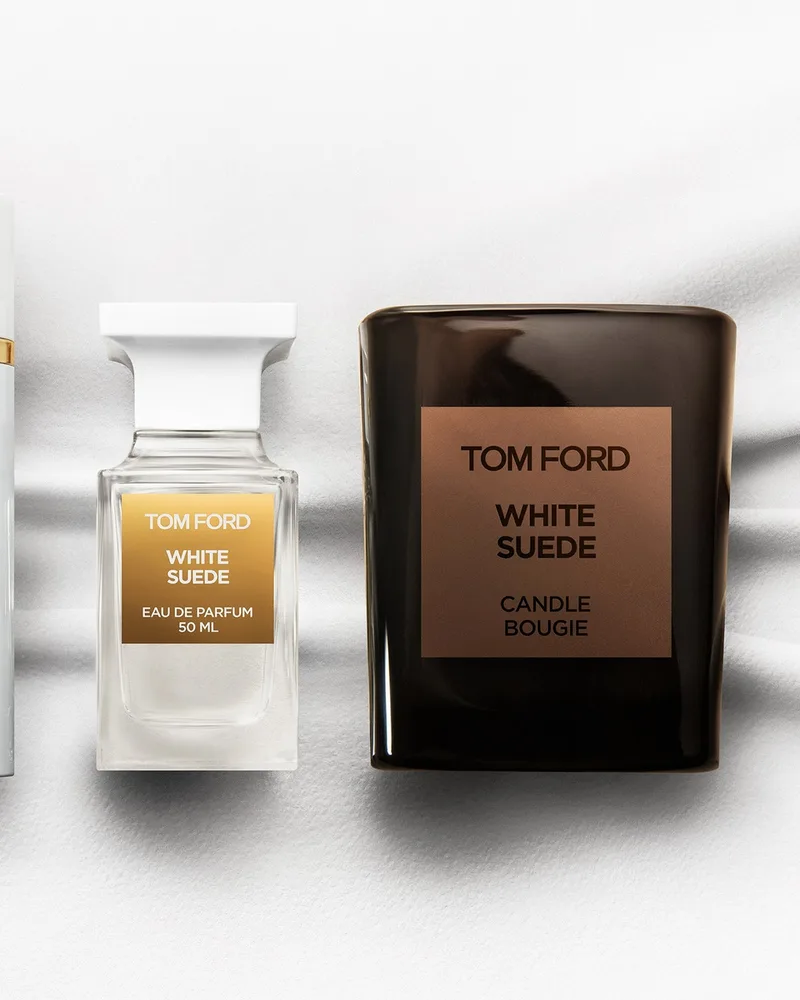 TOM FORD
WHITE
SUEDE
EAU DE PARFUM
50 ML
TOM FORD
WHITE
SUEDE
CANDLE
BOUGIE